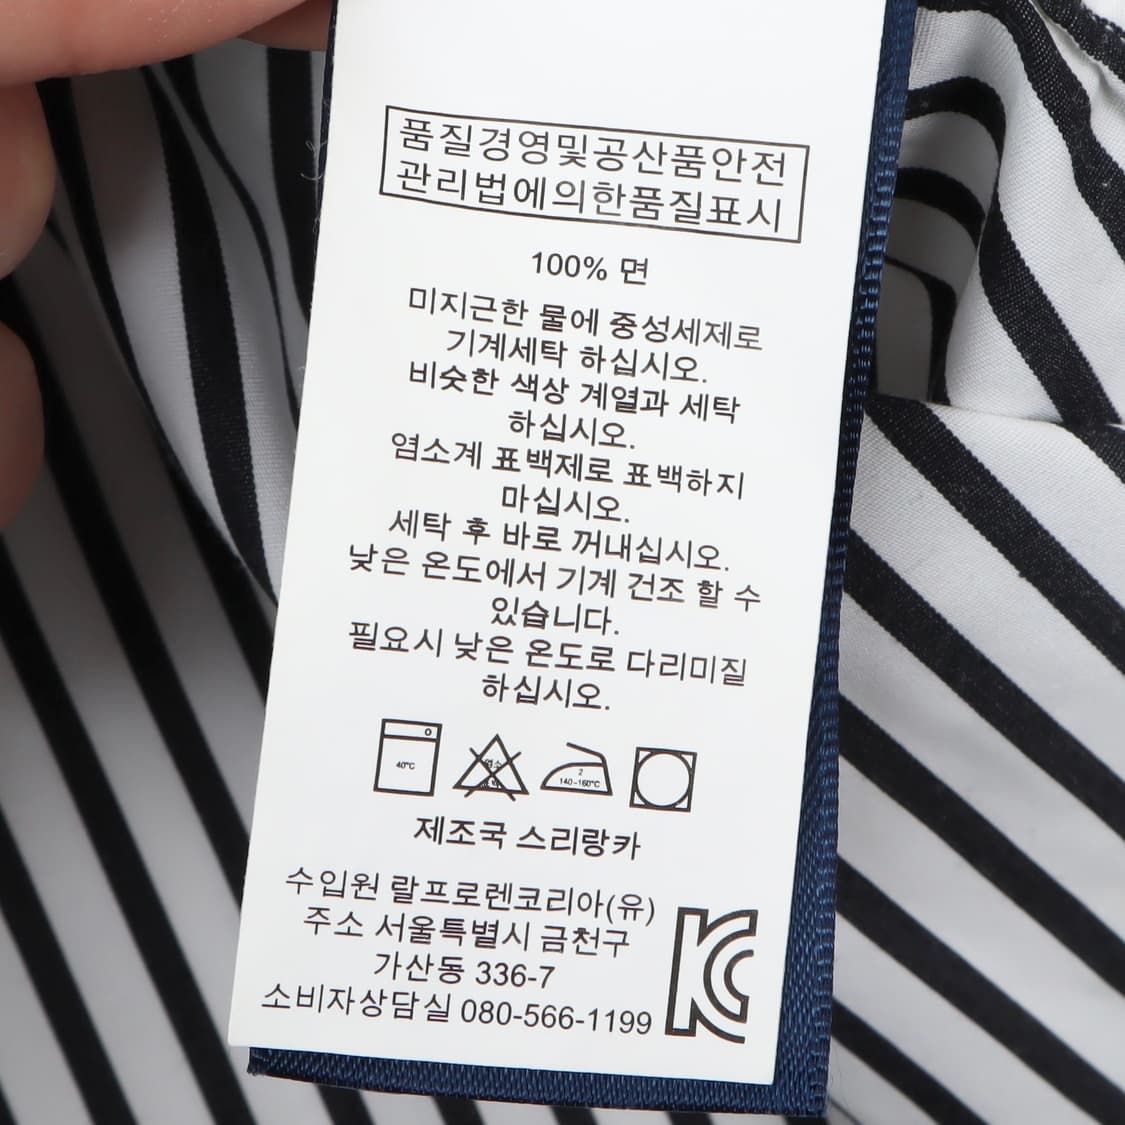 품질경영및공산품안전
관리법에의한품질표시
100% 면
미지근한 물에 중성세제로
기계세탁 하십시오.
비슷한 색상 계열과 세탁
하십시오.
염소계 표백제로 표백하지
마십시오.
세탁 후 바로 꺼내십시오.
낮은 온도에서 기계 건조 할 수
있습니다.
필요시 낮은 온도로 다리미질
하십시오.
40°C
염소
표백
2
140-160°C
제조국 스리랑카
수입원 랄프로렌코리아(유)
주소 서울특별시 금천구
가산동 336-7
소비자상담실 080-566-1199
KC